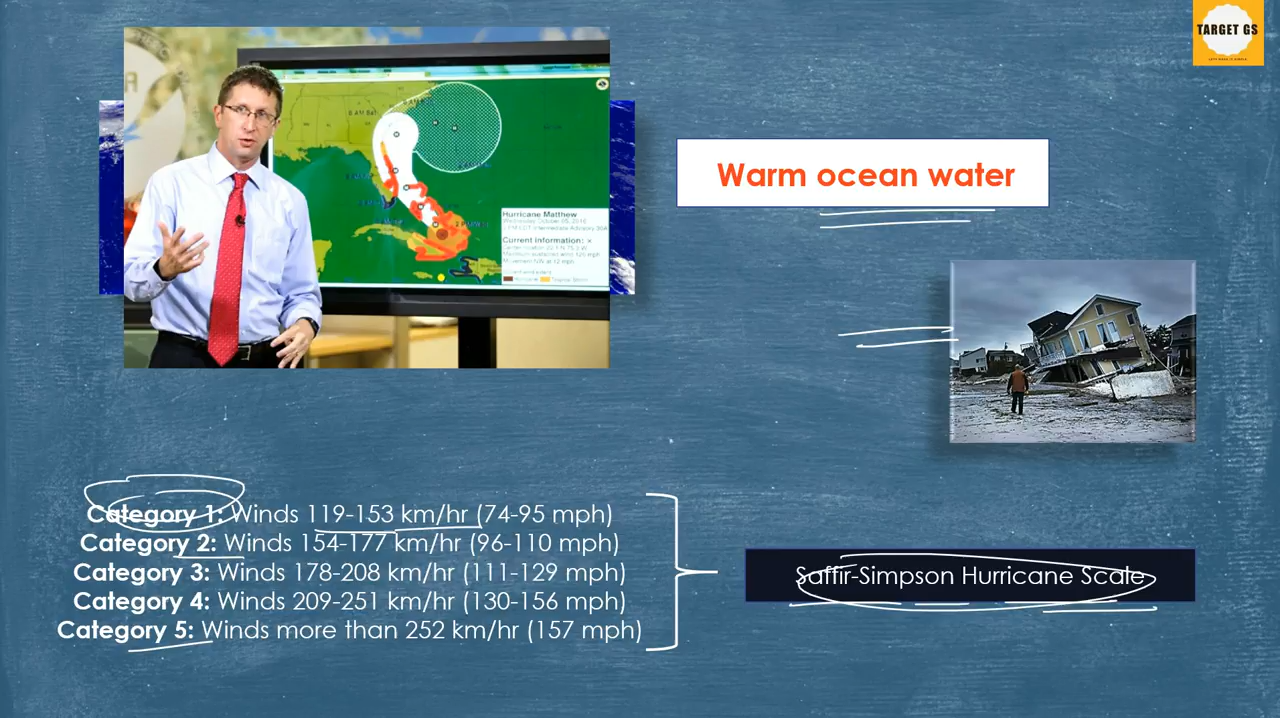 TARGET GS
Warm ocean water
Hurricane Matthew
Current information: ×
Category 1: Winds 119-153 km/hr (74-95 mph)
Category 2: Winds 154-177 km/hr (96-110 mph)
Category 3: Winds 178-208 km/hr (111-129 mph)
Category 4: Winds 209-251 km/hr (130-156 mph)
Category 5: Winds more than 252 km/hr (157 mph)
Saffir-Simpson Hurricane Scale